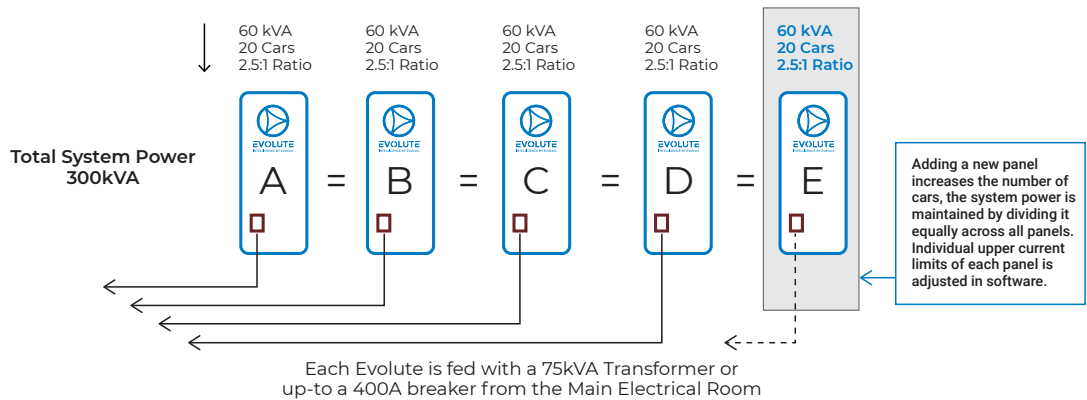 60 kVA
20 Cars
2.5:1 Ratio
60 kVA
20 Cars
2.5:1 Ratio
60 kVA
20 Cars
2.5:1 Ratio
60 kVA
20 Cars
2.5:1 Ratio
60 kVA
20 Cars
2.5:1 Ratio
Total System Power
300kVA
EVOLUTE
A
=
EVOLUTE
B
=
EVOLUTE
C
=
EVOLUTE
D
=
EVOLUTE
E
Adding a new panel
increases the number of
cars, the system power is
maintained by dividing it
equally across all panels.
Individual upper current
limits of each panel is
adjusted in software.
Each Evolute is fed with a 75kVA Transformer or
up-to a 400A breaker from the Main Electrical Room